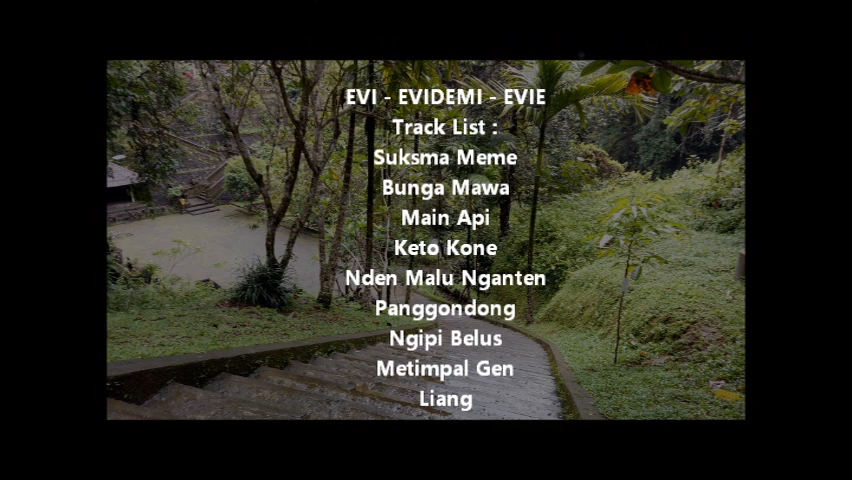 EVI - EVIDEMI - EVIE
Track List :
Suksma Meme
Bunga Mawa
Main Api
Keto Kone
Nden Malu Nganten
Panggondong
Ngipi Belus
Metimpal Gen
Liang